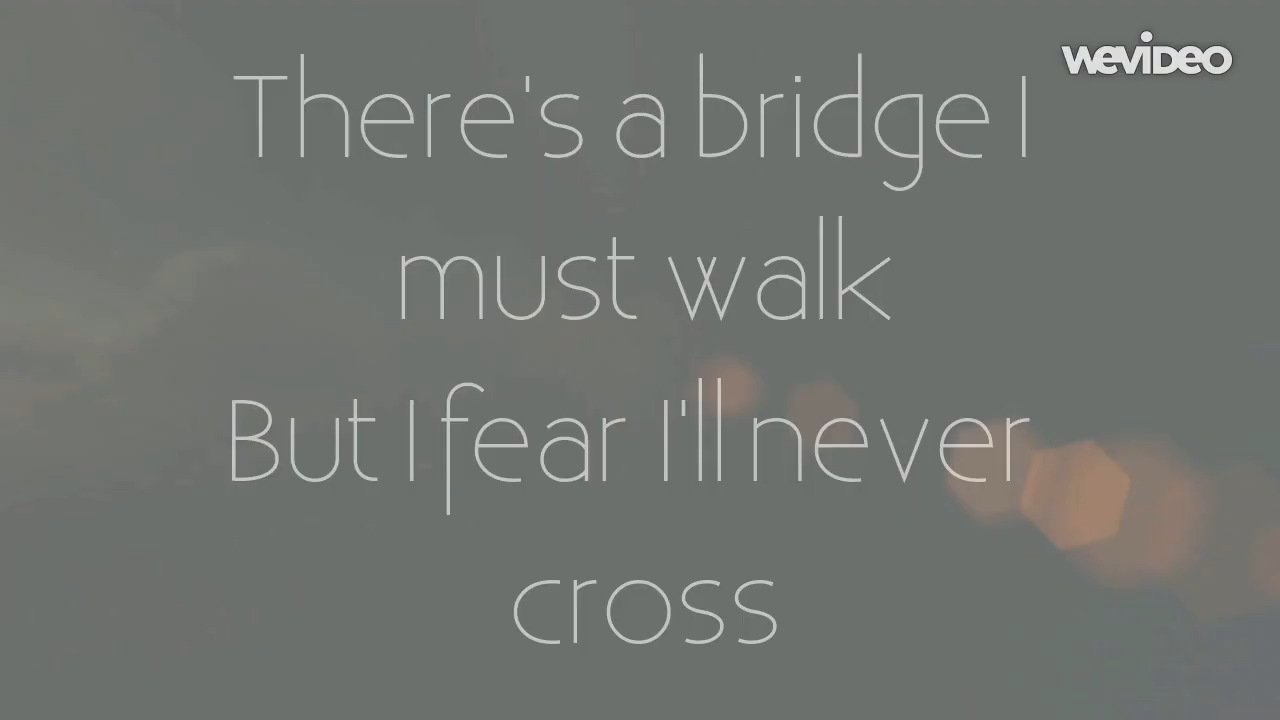 wevideo
There's a bridge I
must walk
But I fear I'll never
cross